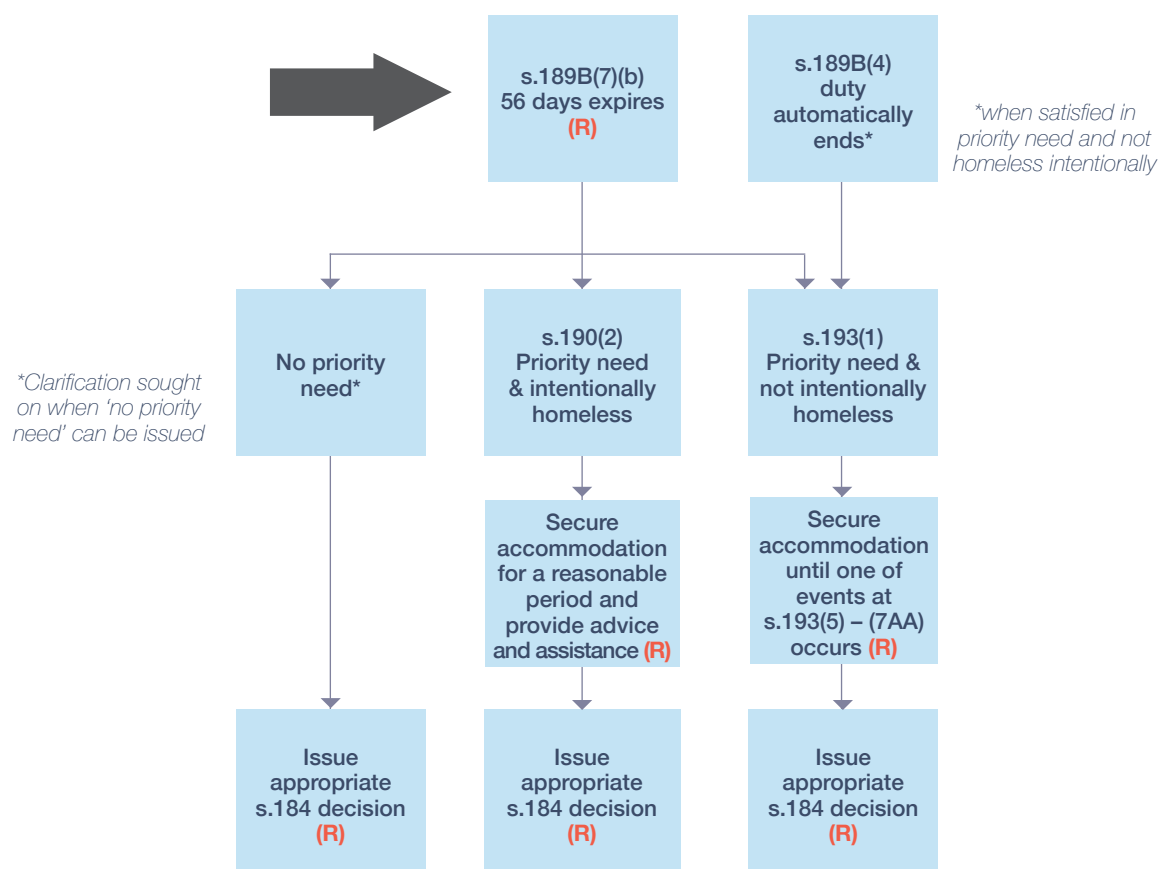 s.189B(7)(b)
56 days expires
(R)
s.189B(4)
duty
automatically
ends*
*when satisfied in
priority need and not
homeless intentionally
*Clarification sought
on when ‘no priority
need’ can be issued
No priority
need*
s.190(2)
Priority need
& intentionally
homeless
s.193(1)
Priority need &
not intentionally
homeless
Secure
accommodation
for a reasonable
period and
provide advice
and assistance (R)
Secure
accommodation
until one of
events at
s.193(5) – (7AA)
occurs (R)
Issue
appropriate
s.184 decision
(R)
Issue
appropriate
s.184 decision
(R)
Issue
appropriate
s.184 decision
(R)